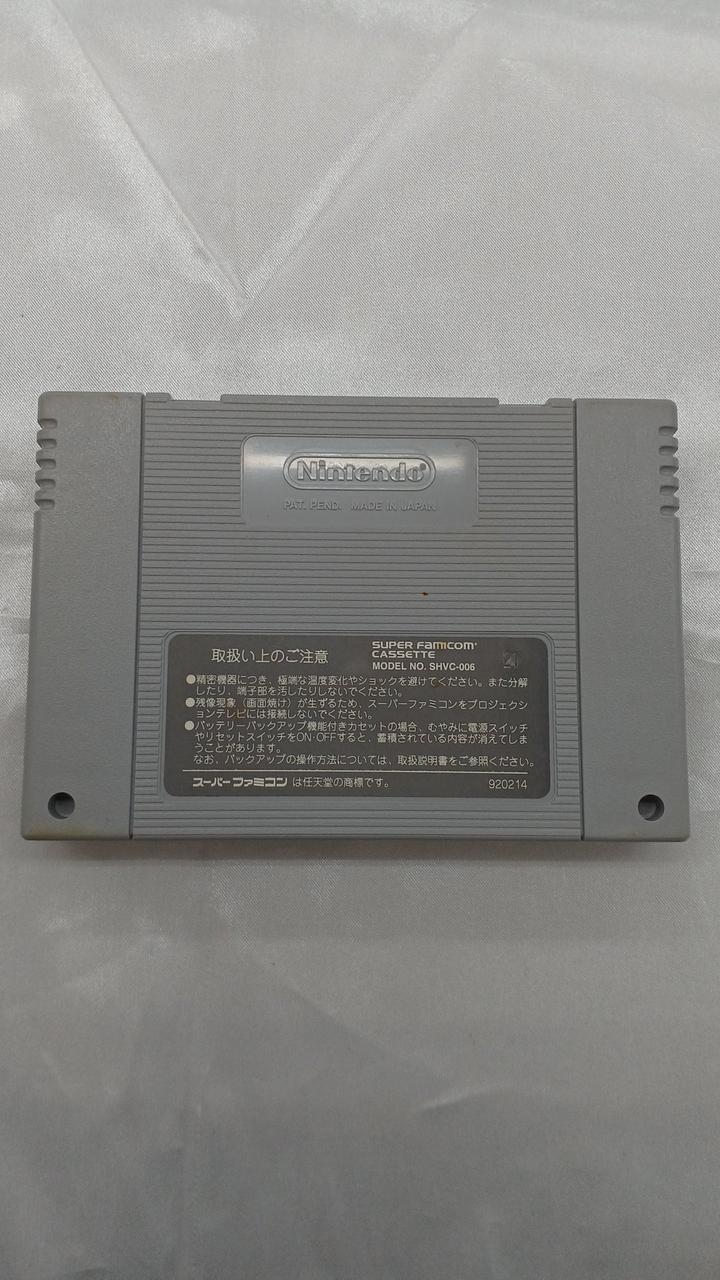 Nintendo®
PAT. PEND. MADE IN JAPAN
取扱い上のご注意
SUPER FAMICOM
CASSETTE
MODEL NO. SHVC-006
●精密機器につき、極端な温度変化やショックを避けてください。また分解
したり、端子部を汚したりしないでください。
●残像現象（画面焼け）が生ずるため、スーパーファミコンをプロジェクシ
ョンテレビには接続しないでください。
●バッテリーバックアップ機能付きカセットの場合、むやみに電源スイッチ
やリセットスイッチをON·OFFすると、蓄積されている内容が消えてしま
うことがあります。
なお、バックアップの操作方法については、取扱説明書をご参照ください。
スーパーファミコン は任天堂の商標です。
920214